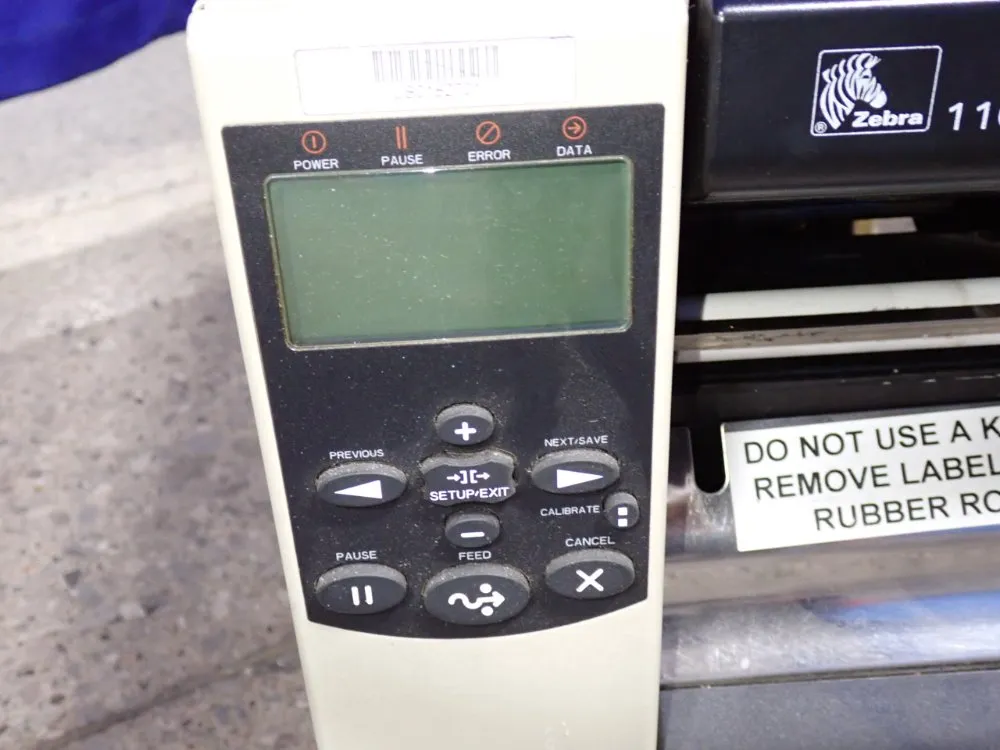 POWER PAUSE ERROR DATA
Zebra 11
®
PREVIOUS
NEXT/SAVE
+
SETUP/EXIT
CALIBRATE
−
PAUSE
FEED
CANCEL
DO NOT USE A K
REMOVE LABEL
RUBBER RO